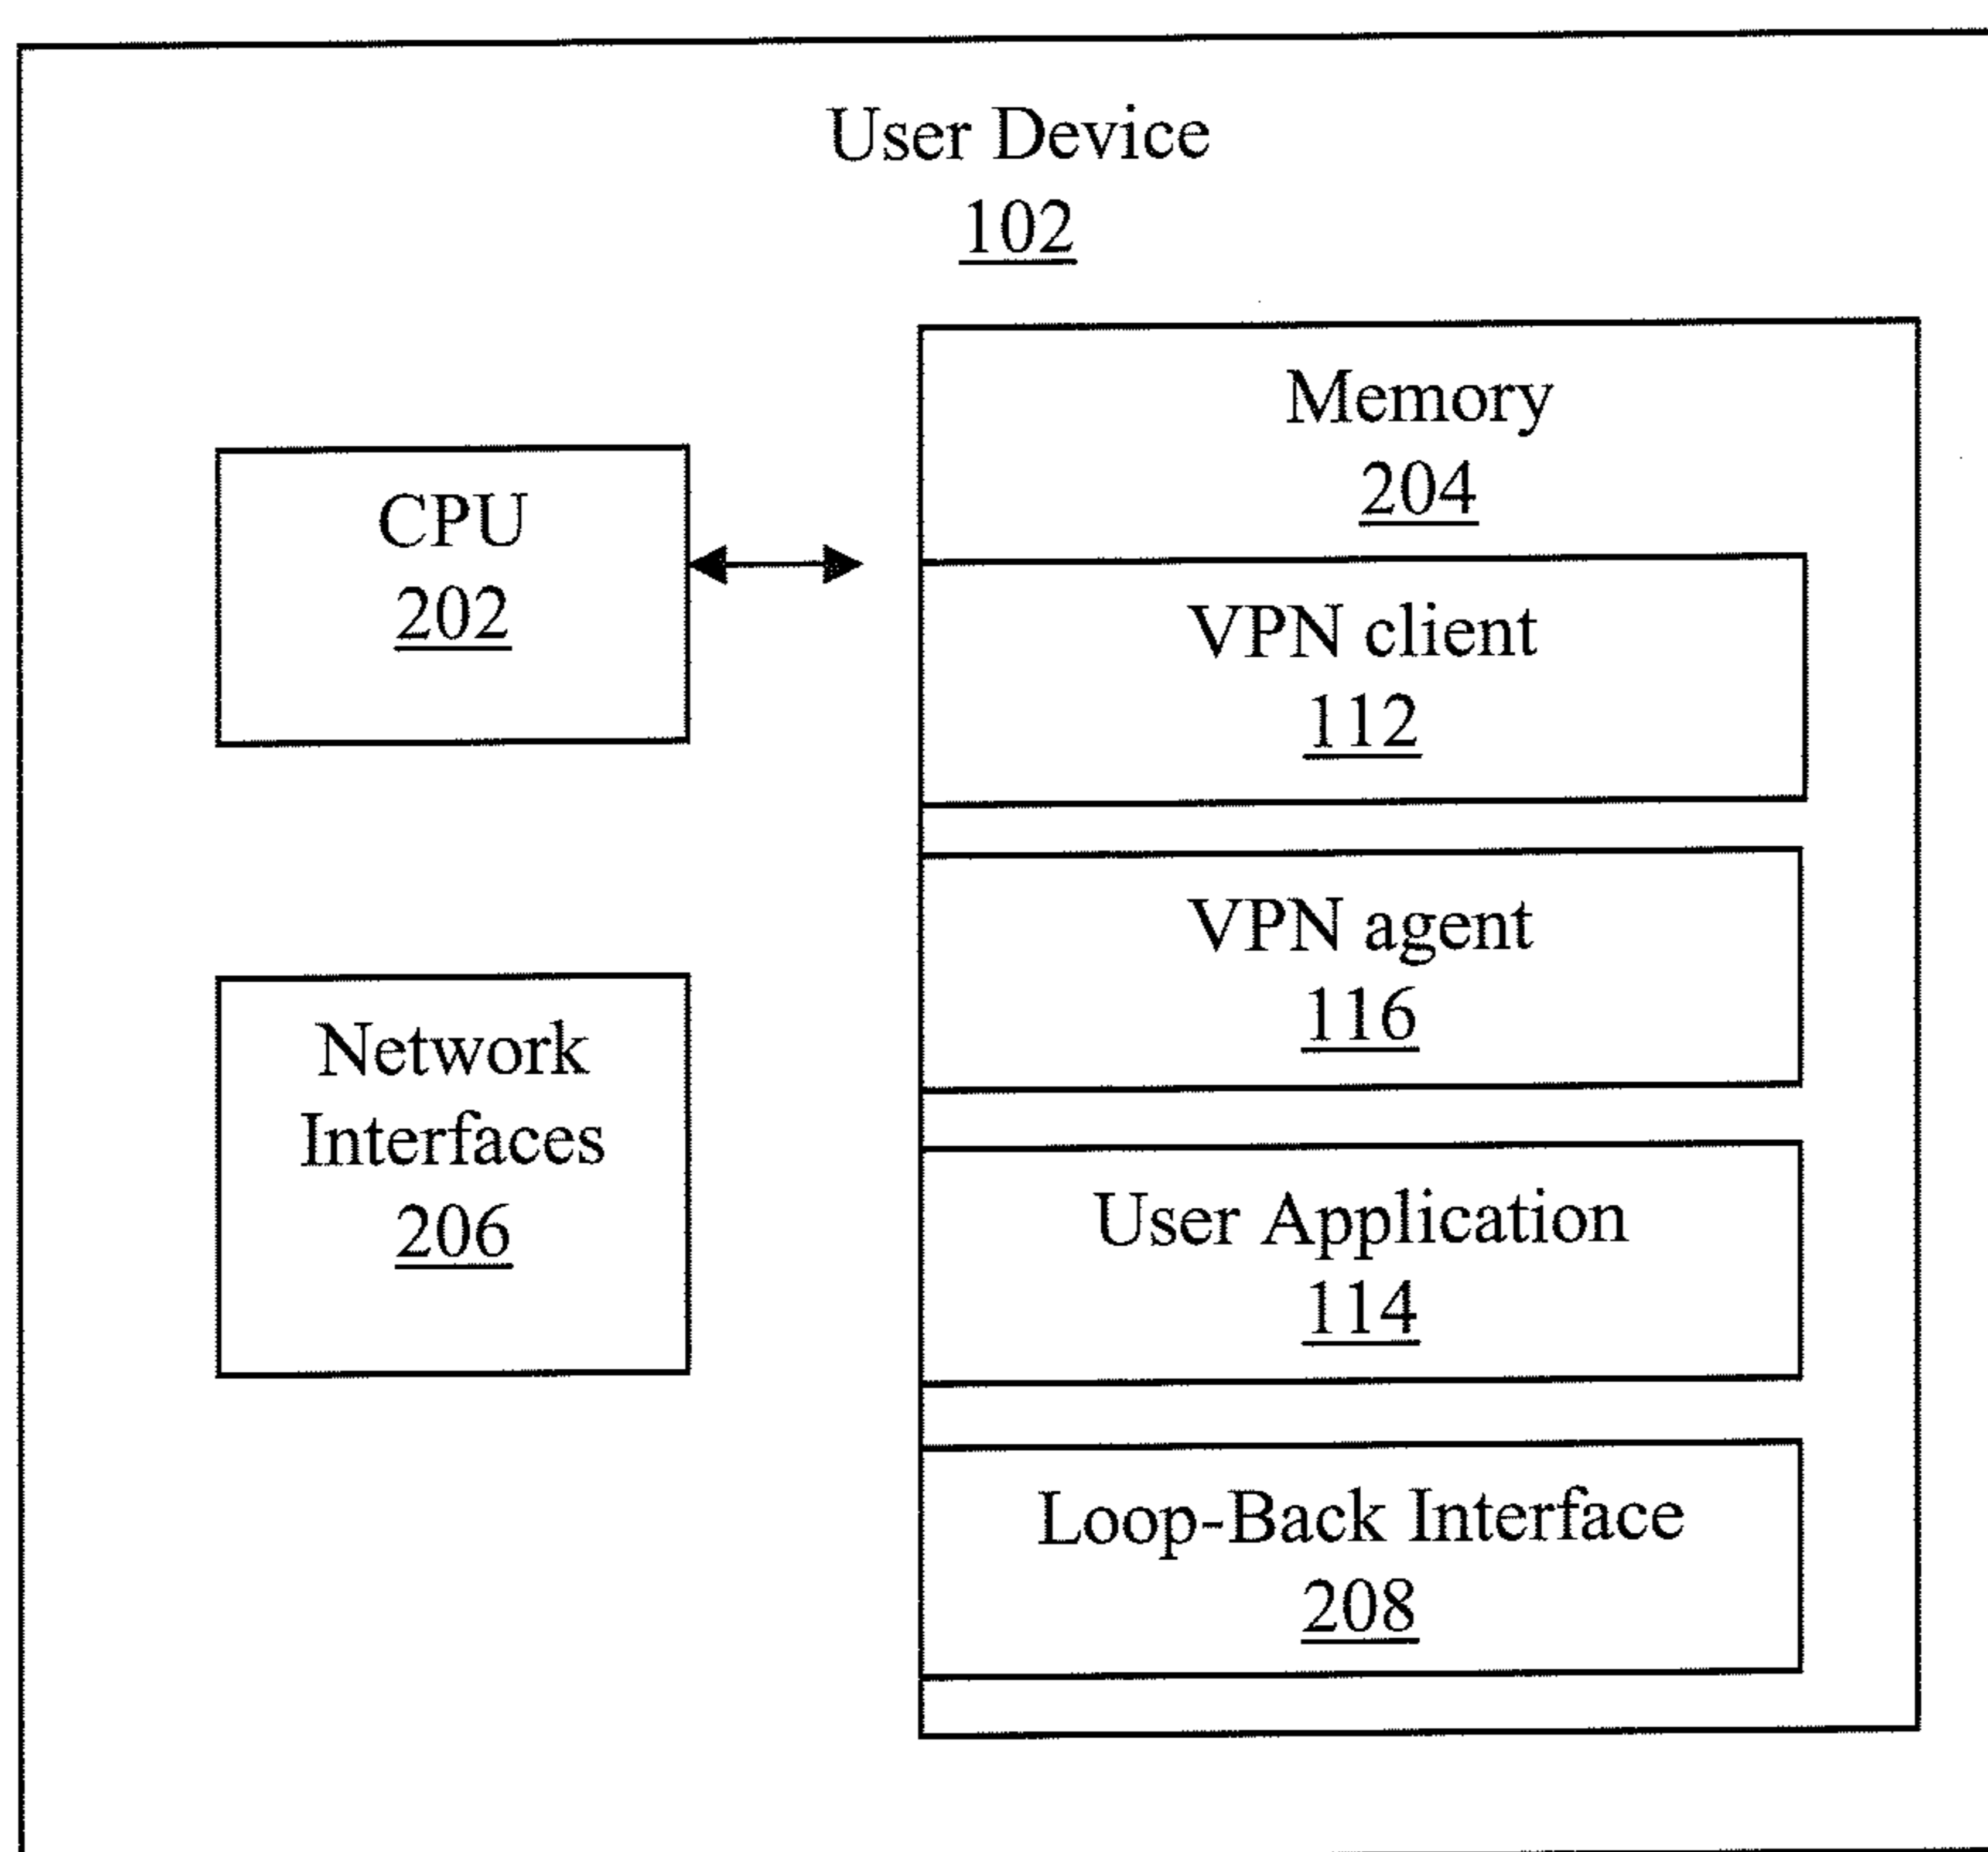 User Device
102
Memory
204
CPU
202
VPN client
112
VPN agent
116
Network
Interfaces
206
User Application
114
Loop-Back Interface
208